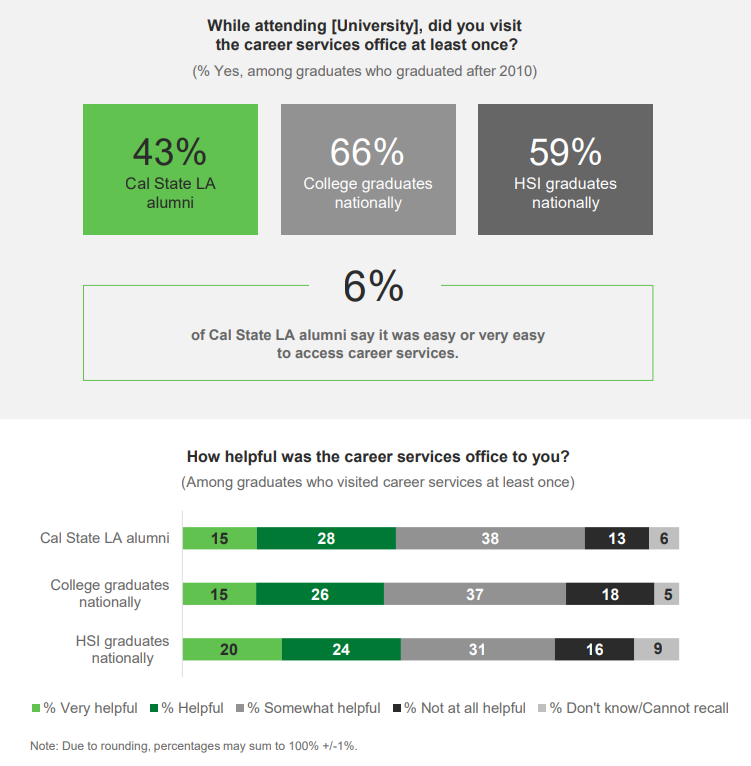 While attending [University], did you visit
the career services office at least once?
(% Yes, among graduates who graduated after 2010)
43%
Cal State LA
alumni
66%
College graduates
nationally
59%
HSI graduates
nationally
6%
of Cal State LA alumni say it was easy or very easy
to access career services.
How helpful was the career services office to you?
(Among graduates who visited career services at least once)
Cal State LA alumni 15 28 38 13 6
College graduates
nationally 15 26 37 18 5
HSI graduates
nationally 20 24 31 16 9
% Very helpful % Helpful % Somewhat helpful % Not at all helpful % Don't know/Cannot recall
Note: Due to rounding, percentages may sum to 100% +/-1%.